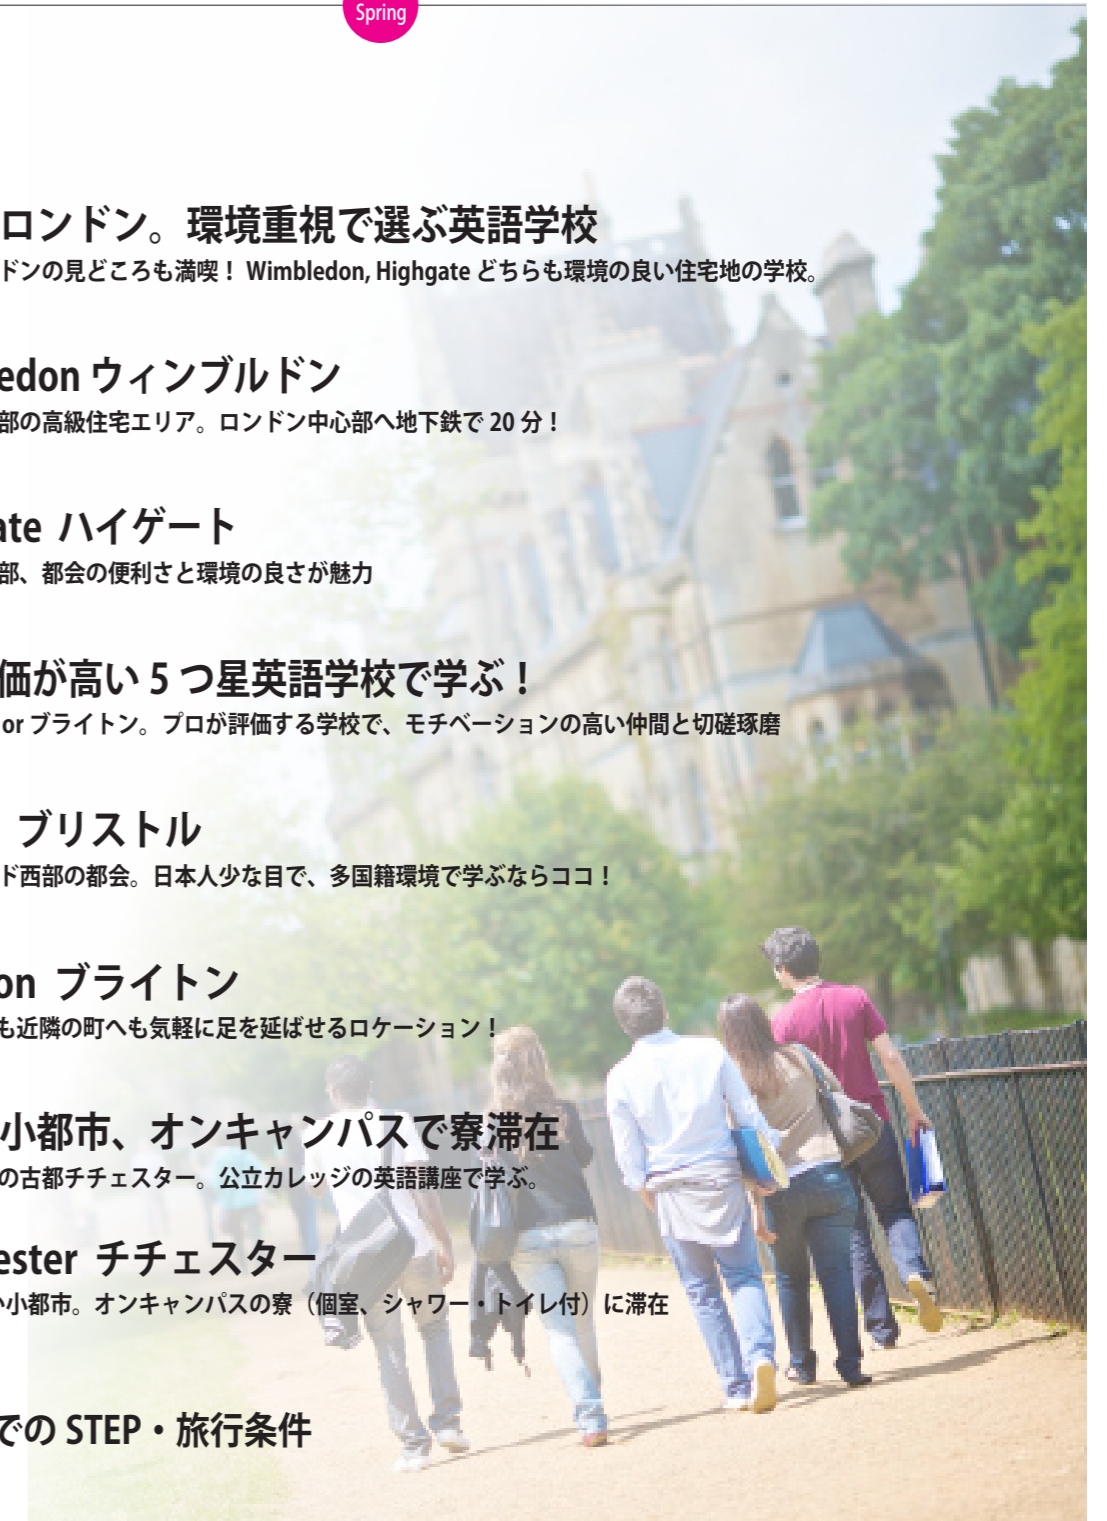 Spring
ロンドン。環境重視で選ぶ英語学校
ドンの見どころも満喫！ Wimbledon, Highgate どちらも環境の良い住宅地の学校。
edon ウィンブルドン
部の高級住宅エリア。ロンドン中心部へ地下鉄で 20 分！
ate ハイゲート
部、都会の便利さと環境の良さが魅力
価が高い 5 つ星英語学校で学ぶ！
or ブライトン。プロが評価する学校で、モチベーションの高い仲間と切磋琢磨
ブリストル
ド西部の都会。日本人少な目で、多国籍環境で学ぶならココ！
on ブライトン
も近隣の町へも気軽に足を延ばせるロケーション！
小都市、オンキャンパスで寮滞在
の古都チチェスター。公立カレッジの英語講座で学ぶ。
ester チチェスター
い小都市。オンキャンパスの寮（個室、シャワー・トイレ付）に滞在
での STEP・旅行条件